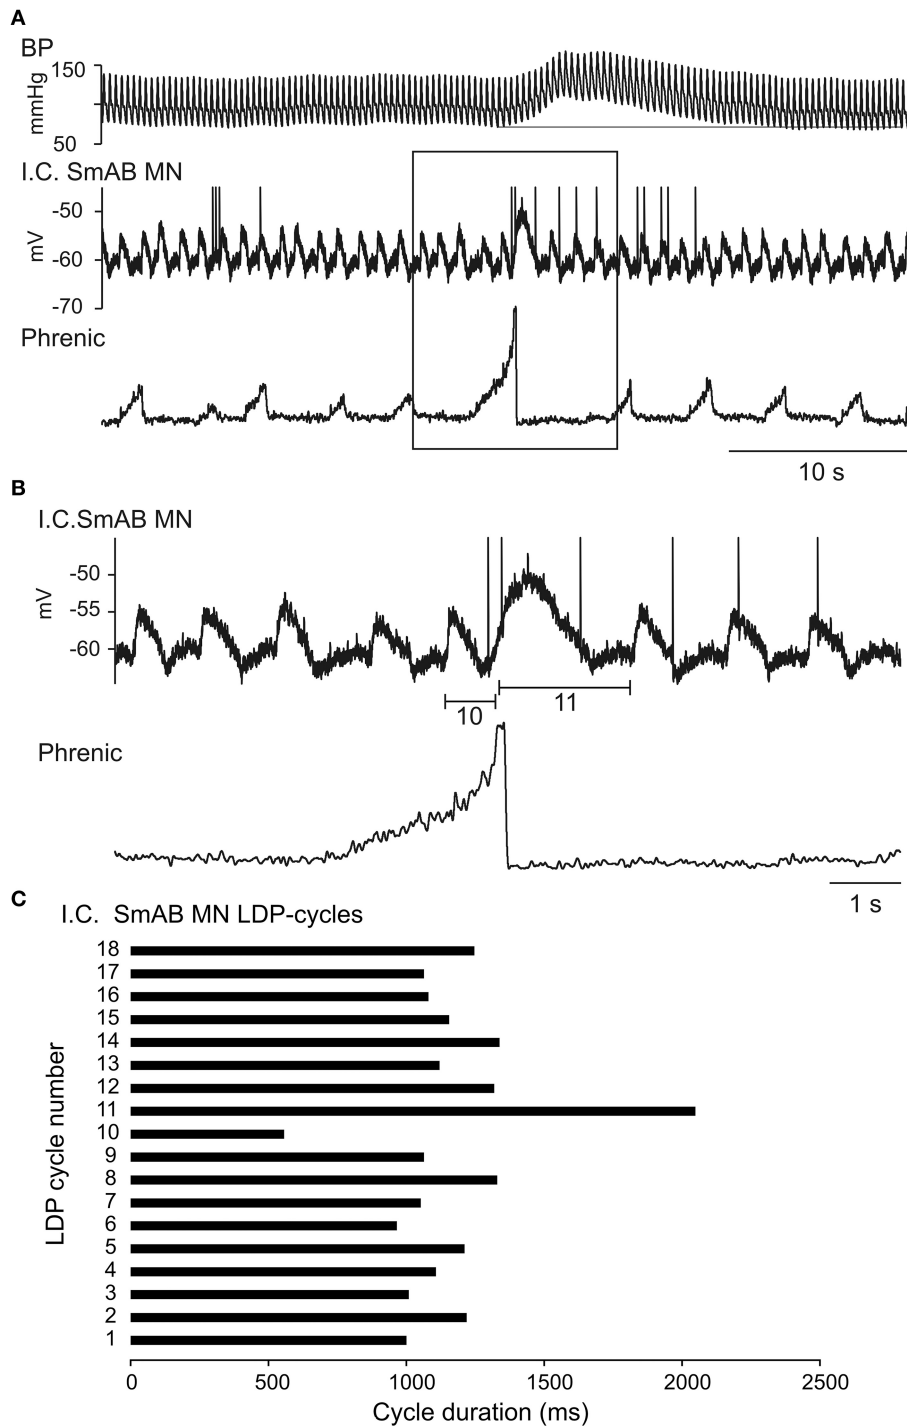 A
BP
150
mmHg
50
I.C. SmAB MN
-50
mV
-60
-70
Phrenic
10 s
B
I.C.SmAB MN
-50
mV
-55
-60
10
11
Phrenic
1 s
C
I.C. SmAB MN LDP-cycles
18
17
16
15
14
13
12
11
10
9
8
7
6
5
4
3
2
1
LDP cycle number
0 500 1000 1500 2000 2500
Cycle duration (ms)